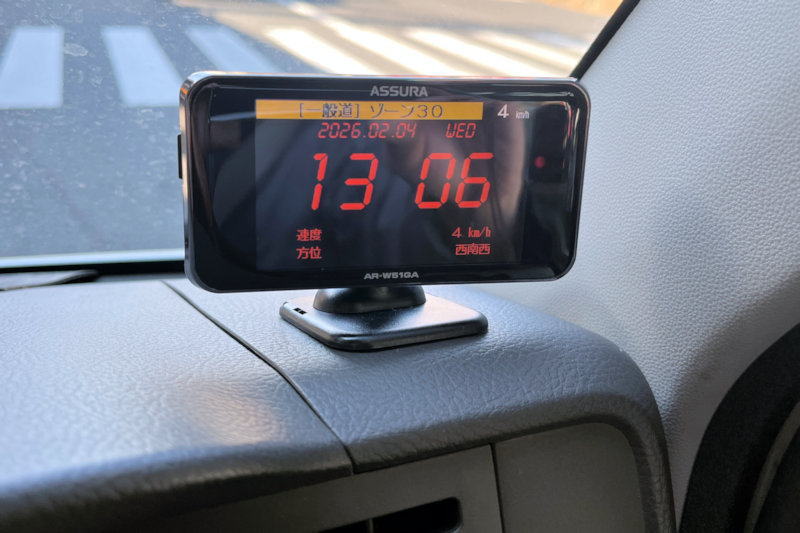 ASSURA
[一般道] ゾーン30 4 km/h
2026.02.04 WED
13 06
速度 4 km/h
方位 西南西
AR-W51GA